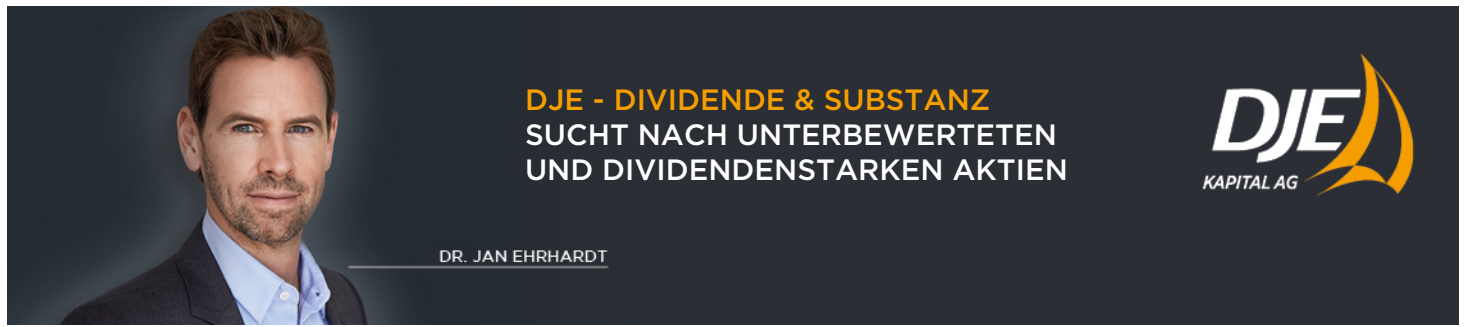 DJE - DIVIDENDE & SUBSTANZ
SUCHT NACH UNTERBEWERTETEN
UND DIVIDENDENSTARKEN AKTIEN
DJE
KAPITAL AG
DR. JAN EHRHARDT